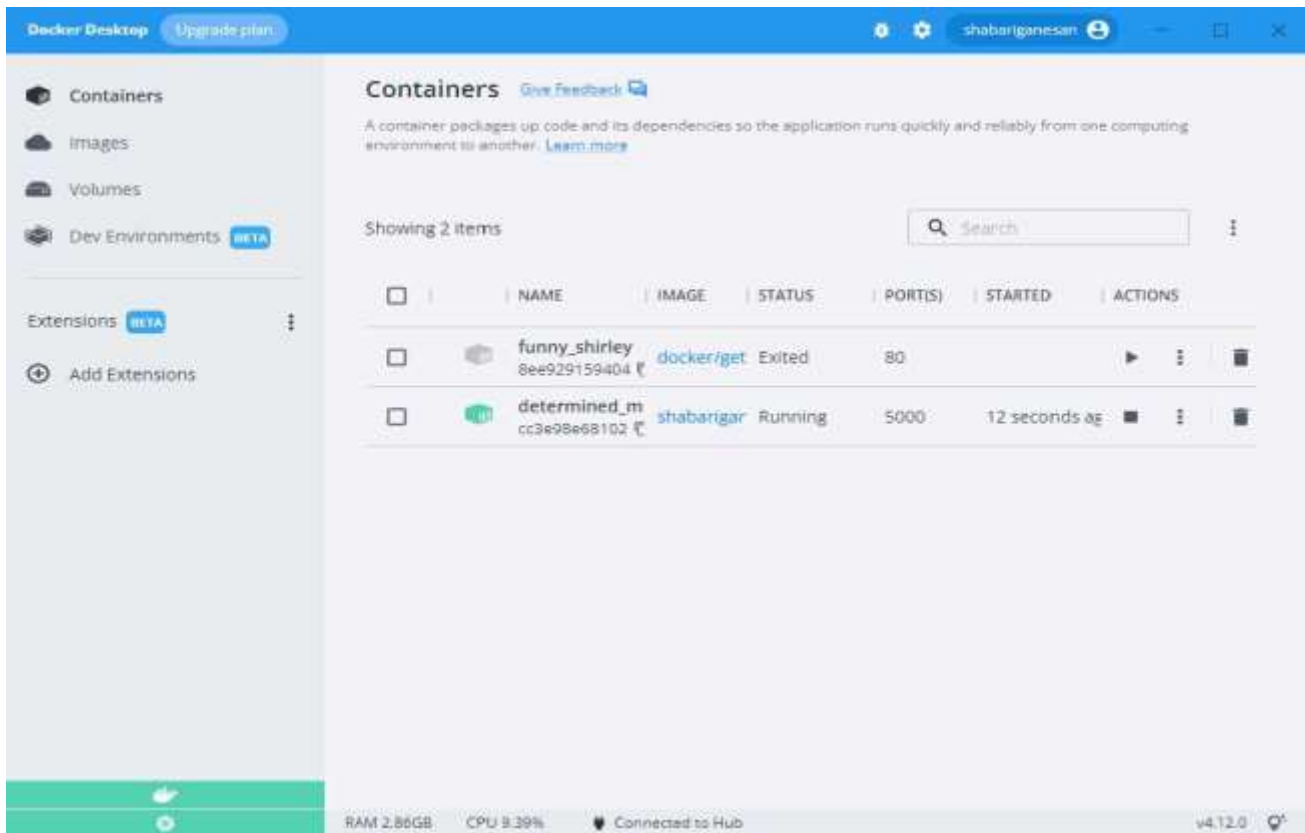 Docker Desktop Upgrade plan shabariganesan
Containers
Images
Volumes
Dev Environments BETA
Extensions BETA
Add Extensions
Containers Give Feedback
A container packages up code and its dependencies so the application runs quickly and reliably from one computing
environment to another. Learn more
Showing 2 items Search
NAME IMAGE STATUS PORT(S) STARTED ACTIONS
funny_shirley docker/get Exited 80
8ee929159404
determined_m shabarigar Running 5000 12 seconds ag
cc3e98e68102
RAM 2.86GB CPU 9.39% Connected to Hub v4.12.0